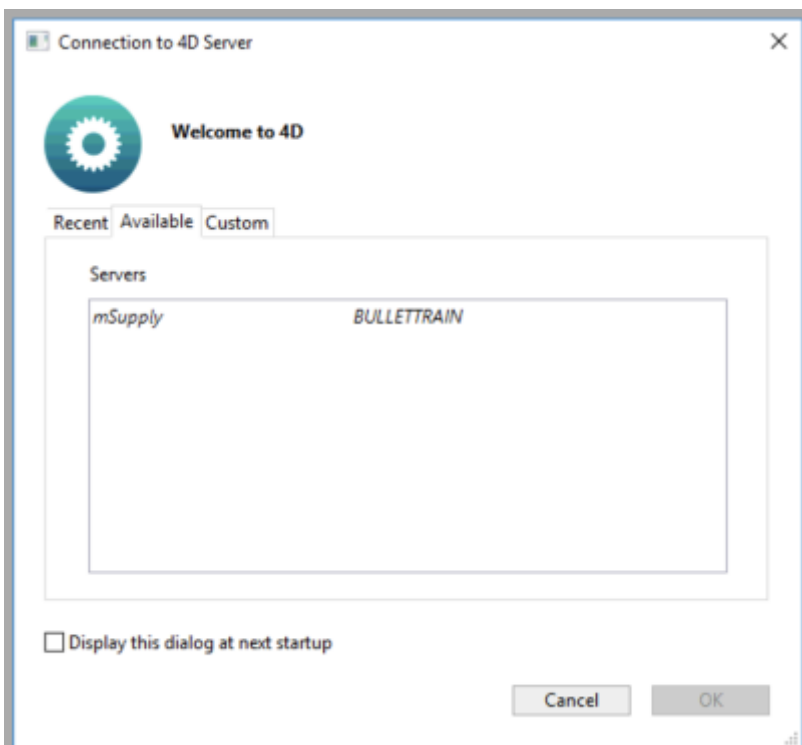 Connection to 4D Server
Welcome to 4D
Recent Available Custom
Servers
mSupply BULLETTRAIN
Display this dialog at next startup
Cancel OK